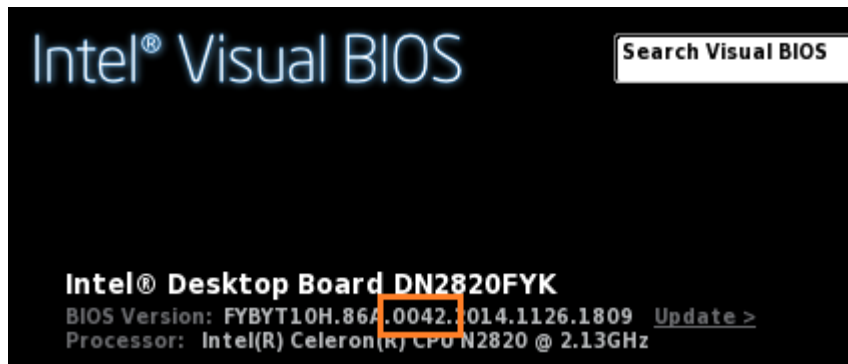 Intel® Visual BIOS
Search Visual BIOS
Intel® Desktop Board DN2820FYK
BIOS Version: FYBYT10H.86A.0042.2014.1126.1809 Update >
Processor: Intel(R) Celeron(R) CPU N2820 @ 2.13GHz